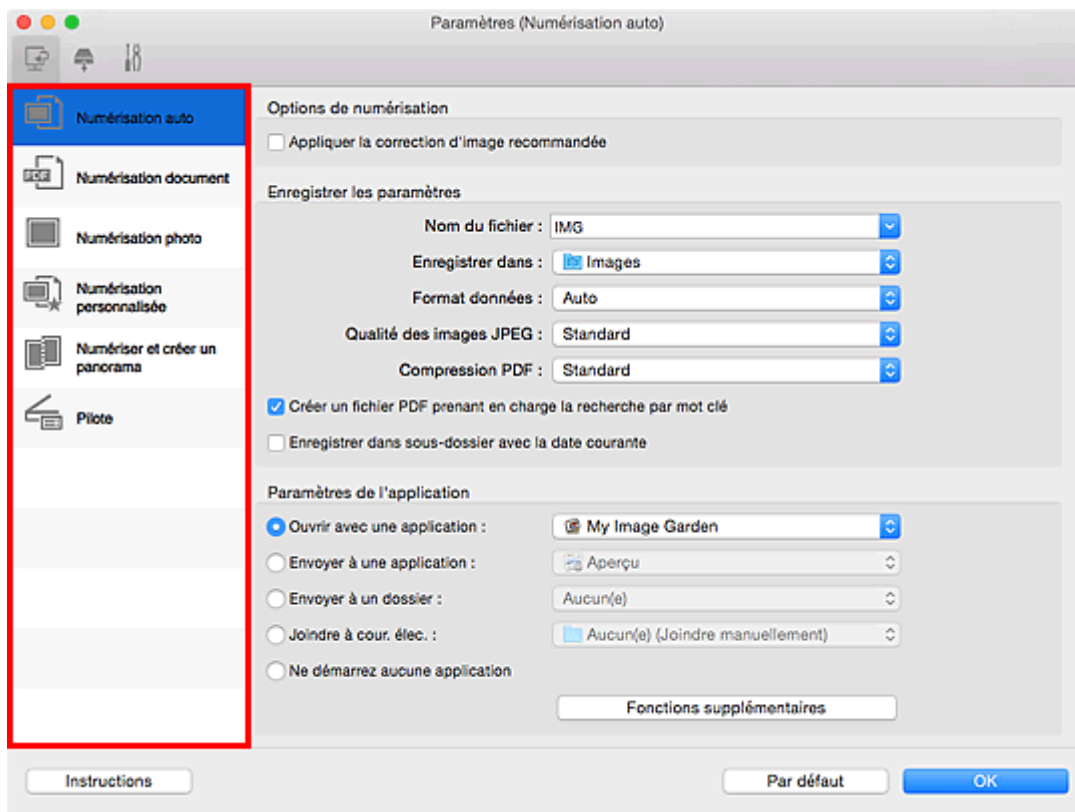 Paramètres (Numérisation auto)
Numérisation auto
PDF
Numérisation document
Numérisation photo
Numérisation
personnalisée
Numériser et créer un
panorama
Pilote
Options de numérisation
Appliquer la correction d'image recommandée
Enregistrer les paramètres
Nom du fichier : IMG
Enregistrer dans : Images
Format données : Auto
Qualité des images JPEG : Standard
Compression PDF : Standard
Créer un fichier PDF prenant en charge la recherche par mot clé
Enregistrer dans sous-dossier avec la date courante
Paramètres de l'application
Ouvrir avec une application : My Image Garden
Envoyer à une application : Aperçu
Envoyer à un dossier : Aucun(e)
Joindre à cour. élec. : Aucun(e) (Joindre manuellement)
Ne démarrez aucune application
Fonctions supplémentaires
Instructions
Par défaut
OK